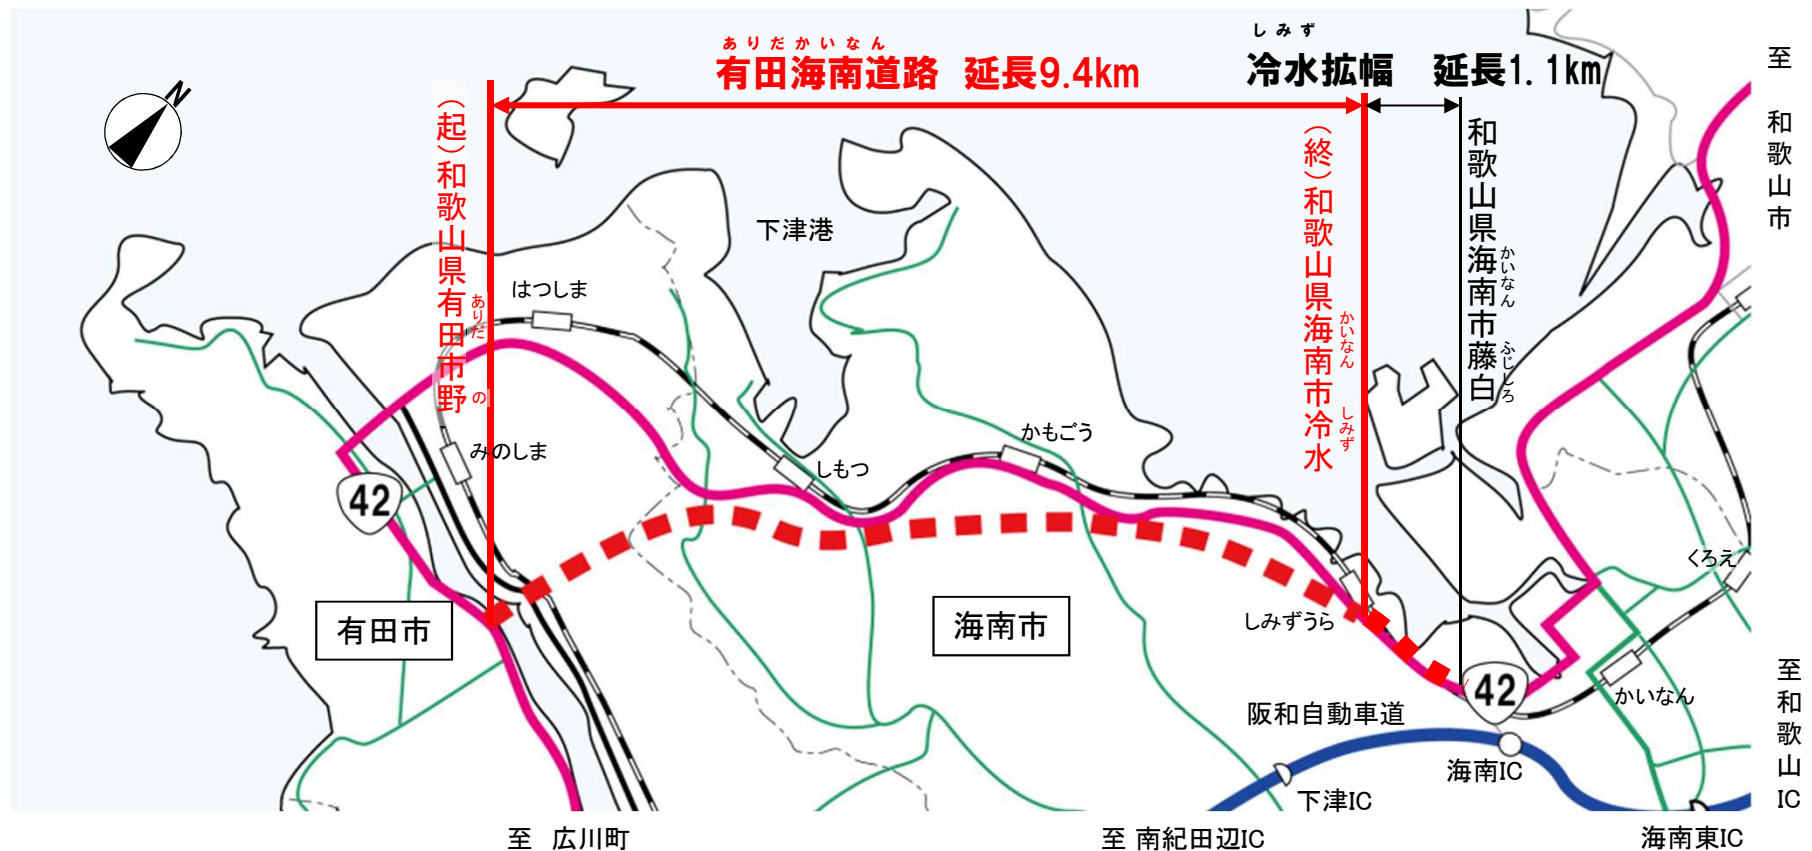 ありだかいなん
有田海南道路 延長9.4km
しみず
冷水拡幅 延長1.1km
至 和歌山市
N
(起)和歌山県有田市野
ありだ
の
(終)和歌山県海南市冷水
かいなん
しみず
和歌山県海南市藤白
かいなん
ふじしろ
下津港
はつしま
みのしま
しもつ
かもごう
42
有田市
海南市
しみずうら
くろえ
42
かいなん
阪和自動車道
海南IC
下津IC
至和歌山IC
至 広川町
至 南紀田辺IC
海南東IC